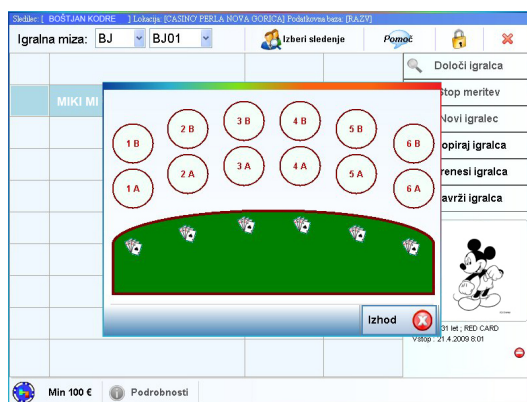 Sledilec: [ BOŠTJAN KODRE ] Lokacija: [CASINO' PERLA NOVA GORICA] Podatkovna baza: [RAZV]
Igralna miza: BJ BJ01 Izberi sledenje Pomoč
Določi igralca
Stop meritev
MIKI MI
Novi igralec
opiraj igralca
renesi igralca
avrži igralca
1 B 2 B 3 B 4 B 5 B 6 B
1 A 2 A 3 A 4 A 5 A 6 A
Izhod
31 let ; RED CARD
Vstop : 21.4.2009 8:01
Min 100 € Podrobnosti